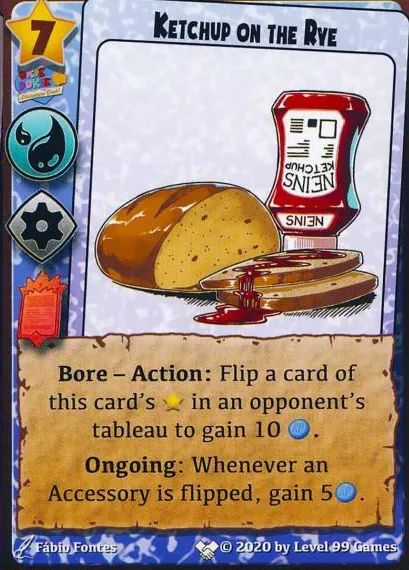 7
KETCHUP ON THE RYE
NEINS
KETCHUP
NEINS
Bore – Action: Flip a card of
this card's in an opponent's
tableau to gain 10 .
Ongoing: Whenever an
Accessory is flipped, gain 5 .
Fábio Fontes © 2020 by Level 99 Games